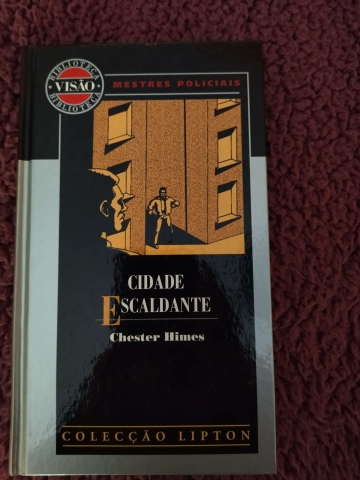 BIBLIOTECA
VISÃO
BIBLIOTECA
MESTRES POLICIAIS
CIDADE
ESCALDANTE
Chester Himes
COLECÇÃO LIPTON